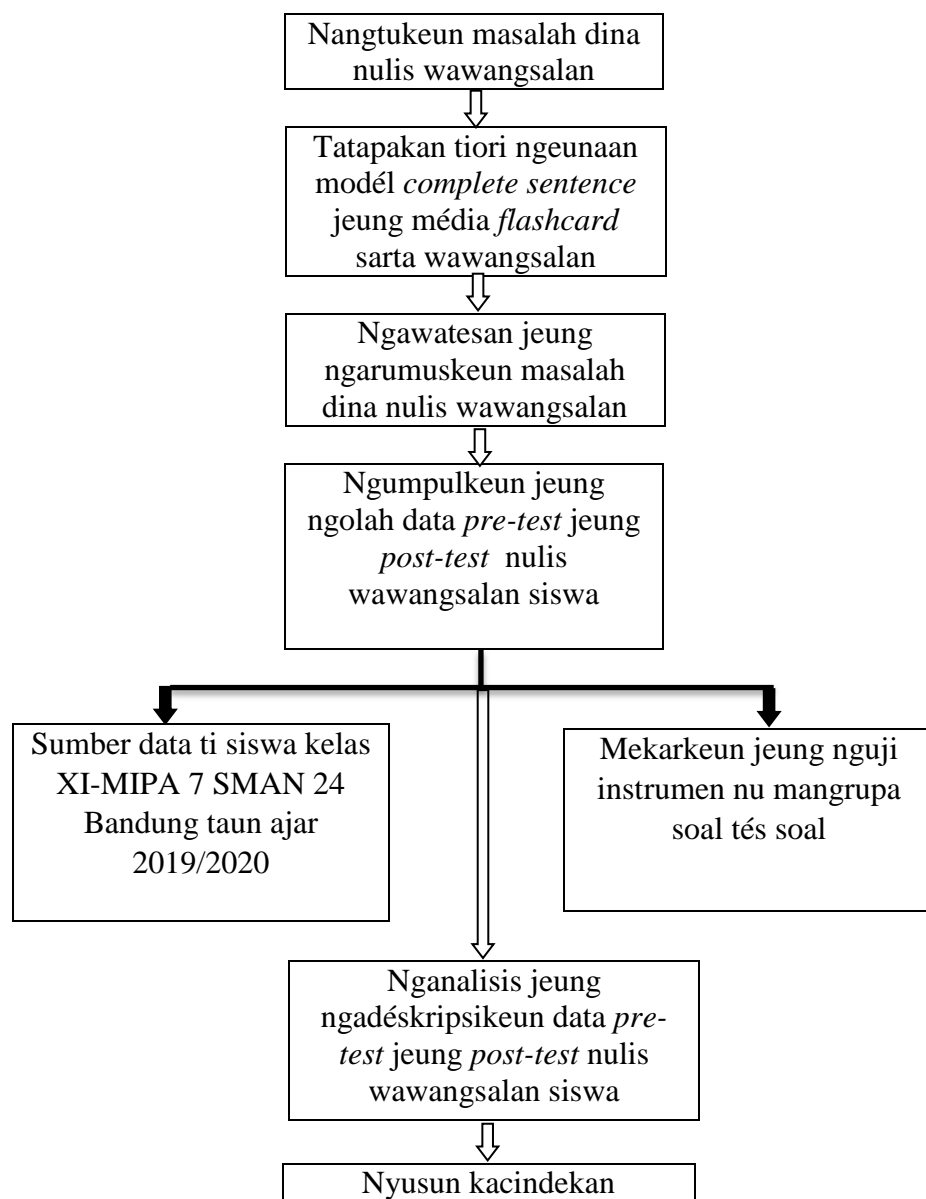 Nangtukeun masalah dina
nulis wawangsalan
Tatapakan tiori ngeunaan
modél complete sentence
jeung média flashcard
sarta wawangsalan
Ngawatesan jeung
ngarumuskeun masalah
dina nulis wawangsalan
Ngumpulkeun jeung
ngolah data pre-test jeung
post-test nulis
wawangsalan siswa
Sumber data ti siswa kelas
XI-MIPA 7 SMAN 24
Bandung taun ajar
2019/2020
Mekarkeun jeung nguji
instrumen nu mangrupa
soal tés soal
Nganalisis jeung
ngadéskripsikeun data pre-
test jeung post-test nulis
wawangsalan siswa
Nyusun kacindekan